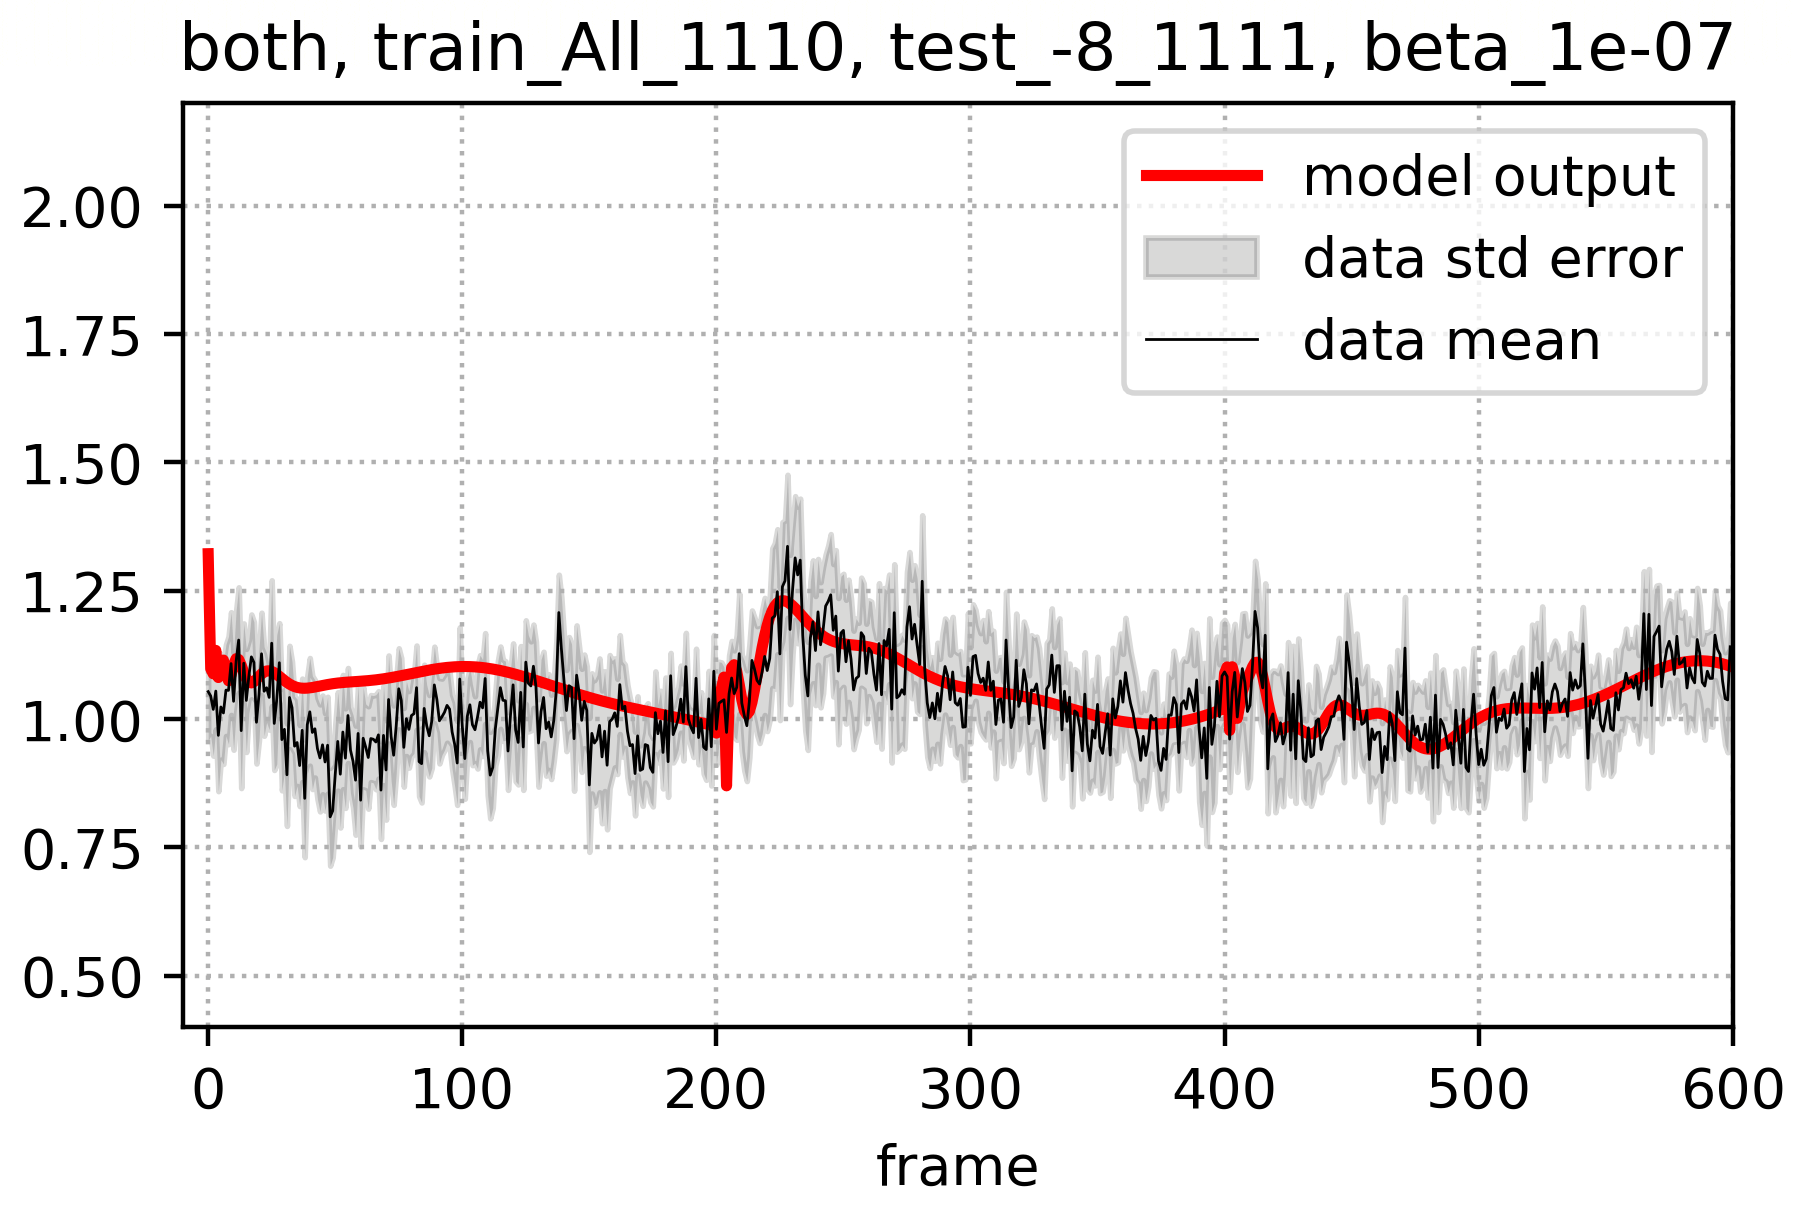 both, train_All_1110, test_-8_1111, beta_1e-07
model output
data std error
data mean
2.00
1.75
1.50
1.25
1.00
0.75
0.50
0 100 200 300 400 500 600
frame